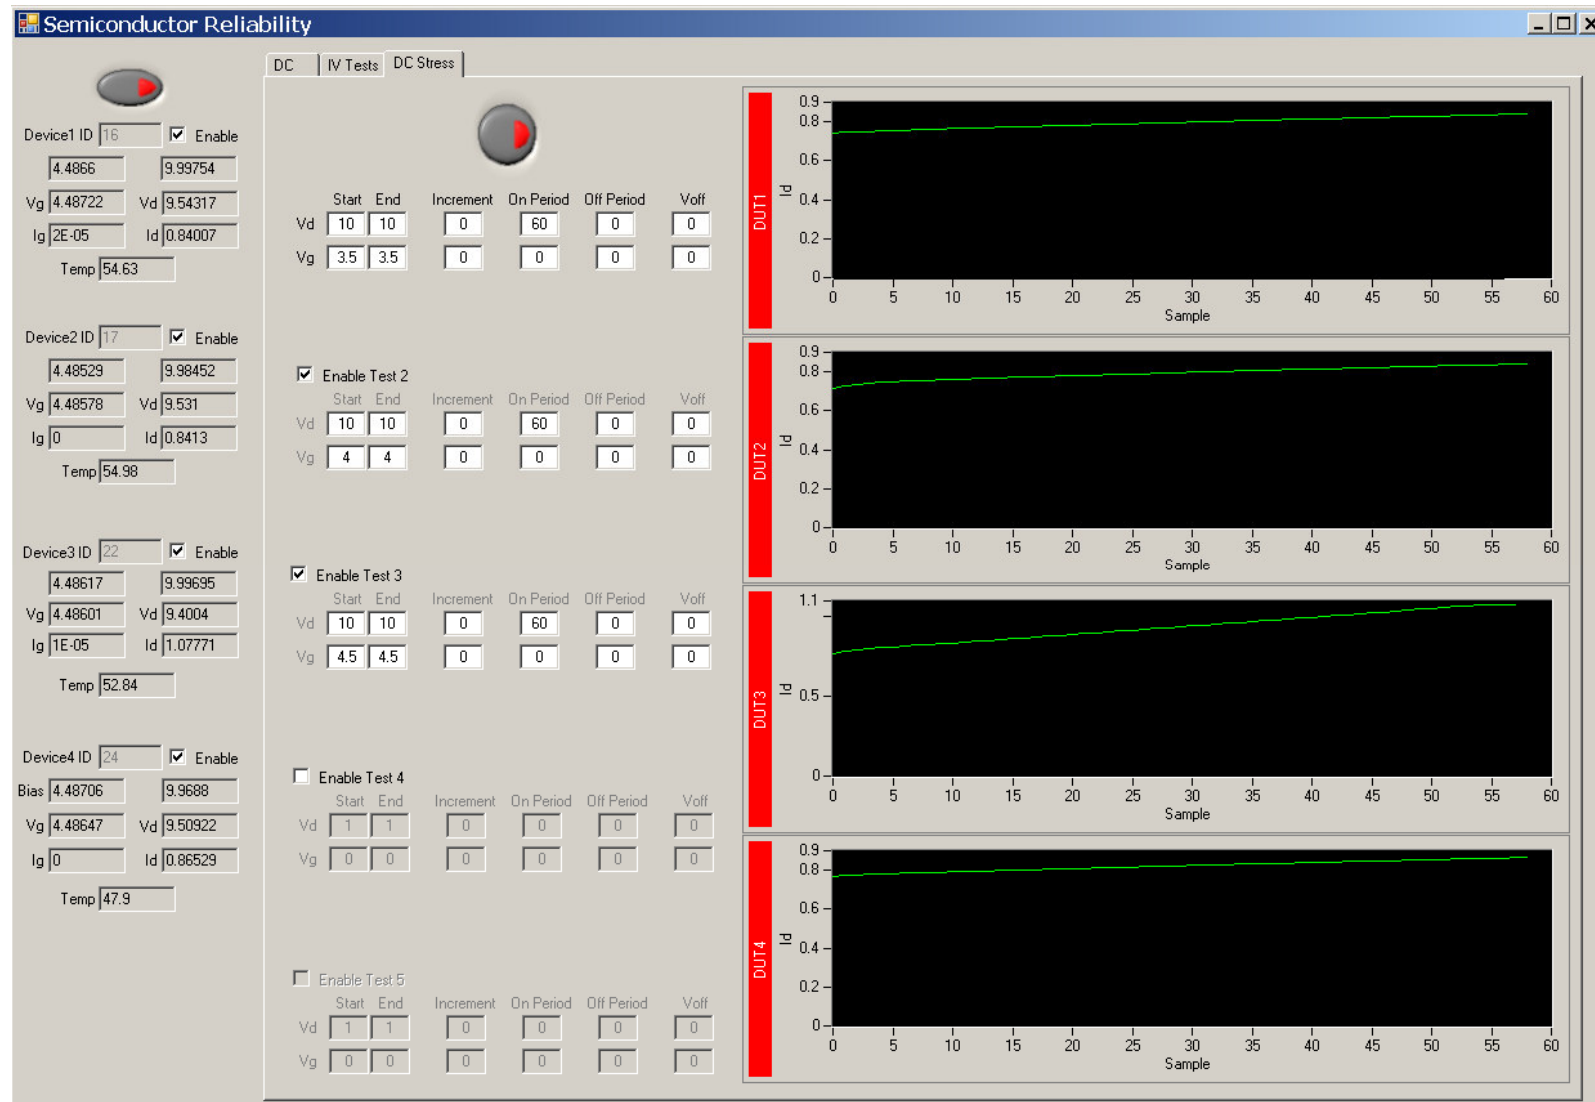 Semiconductor Reliability
DC IV Tests DC Stress
Device1 ID 16 Enable
4.4866 9.99754
Vg 4.48722 Vd 9.54317
Ig 2E-05 Id 0.84007
Temp 54.63
Device2 ID 17 Enable
4.48529 9.98452
Vg 4.48578 Vd 9.531
Ig 0 Id 0.8413
Temp 54.98
Device3 ID 22 Enable
4.48617 9.99695
Vg 4.48601 Vd 9.4004
Ig 1E-05 Id 1.07771
Temp 52.84
Device4 ID 24 Enable
Bias 4.48706 9.9688
Vg 4.48647 Vd 9.50922
Ig 0 Id 0.86529
Temp 47.9
Start End Increment On Period Off Period Voff
Vd 10 10 0 60 0 0
Vg 3.5 3.5 0 0 0 0
Enable Test 2
Start End Increment On Period Off Period Voff
Vd 10 10 0 60 0 0
Vg 4 4 0 0 0 0
Enable Test 3
Start End Increment On Period Off Period Voff
Vd 10 10 0 60 0 0
Vg 4.5 4.5 0 0 0 0
Enable Test 4
Start End Increment On Period Off Period Voff
Vd 1 1 0 0 0 0
Vg 0 0 0 0 0 0
Enable Test 5
Start End Increment On Period Off Period Voff
Vd 1 1 0 0 0 0
Vg 0 0 0 0 0 0
DUT1
Id
0.9
0.8
0.6
0.4
0.2
0
0 5 10 15 20 25 30 35 40 45 50 55 60
Sample
DUT2
Id
0.9
0.8
0.6
0.4
0.2
0
0 5 10 15 20 25 30 35 40 45 50 55 60
Sample
DUT3
Id
1.1
0.5
0
0 5 10 15 20 25 30 35 40 45 50 55 60
Sample
DUT4
Id
0.9
0.8
0.6
0.4
0.2
0
0 5 10 15 20 25 30 35 40 45 50 55 60
Sample